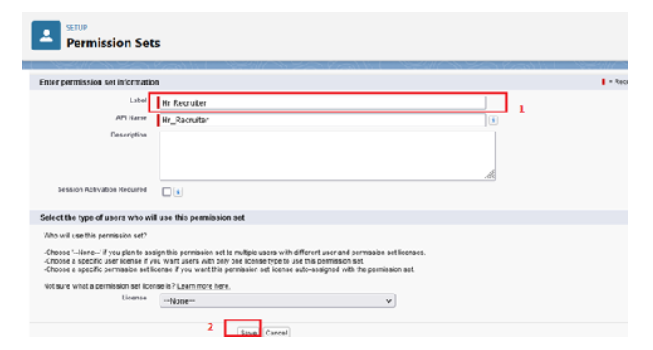 SETUP
Permission Sets
Enter permission set information
Label
Hr Recruiter
1
API Name
Hr_Recruiter
i
Description
Session Activation Required
i
Select the type of users who will use this permission set
Who will use this permission set?
-Choose '--None--' if you plan to assign this permission set to multiple users with different user and permission set licenses.
-Choose a specific user license if you want users with only one license type to use this permission set.
-Choose a specific permission set license if you want this permission set license auto-assigned with the permission set.
Not sure what a permission set license is? Learn more here.
License
--None--
2
Save
Cancel